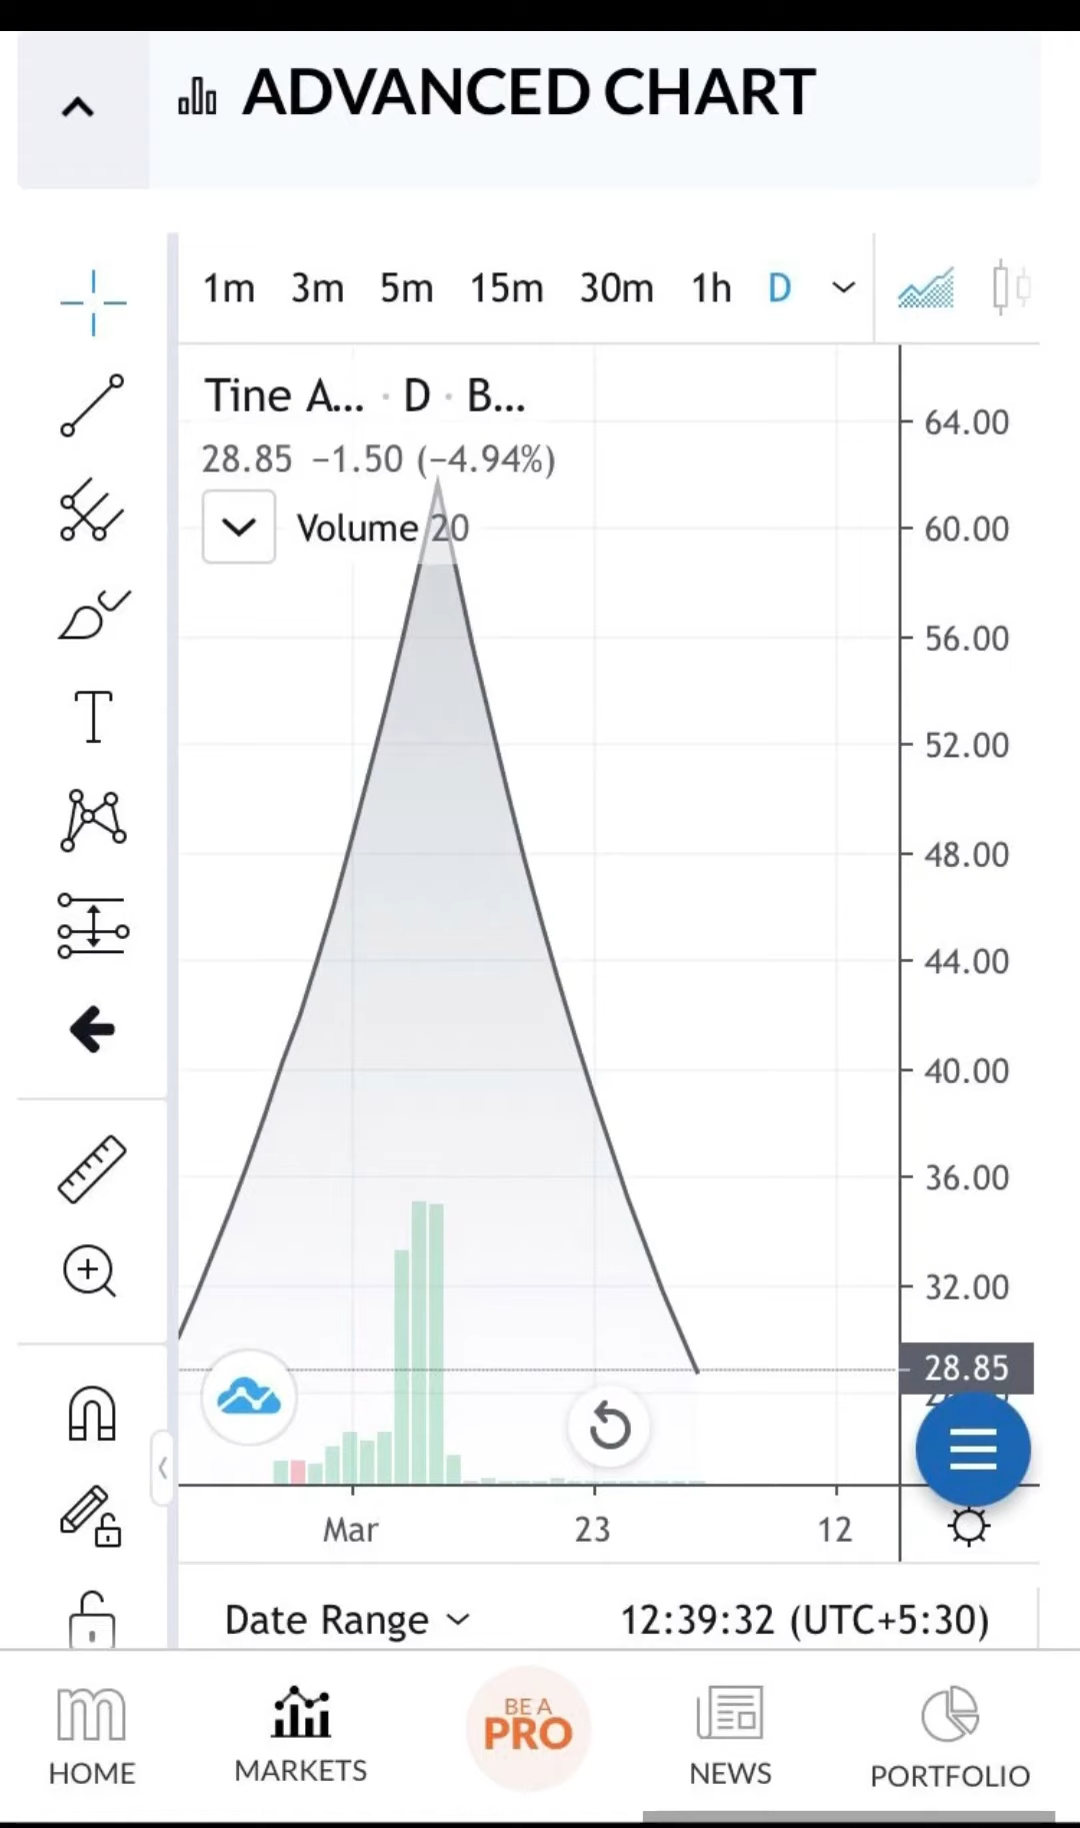 ADVANCED CHART
1m 3m 5m 15m 30m 1h D
Tine A... · D · B...
28.85 −1.50 (−4.94%)
Volume 20
64.00
60.00
56.00
52.00
48.00
44.00
40.00
36.00
32.00
28.85
Mar 23 12
Date Range 12:39:32 (UTC+5:30)
m
HOME
MARKETS
BE A
PRO
NEWS
PORTFOLIO